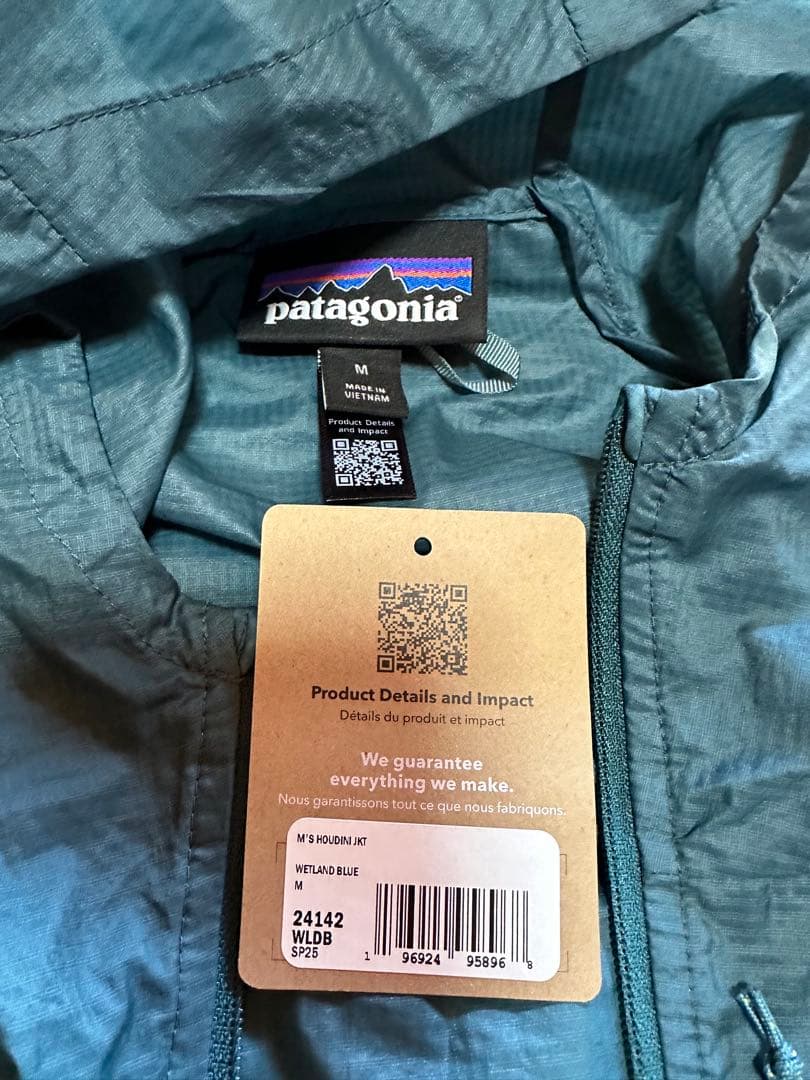 patagonia®
M
MADE IN
VIETNAM
Product Details
and Impact
Product Details and Impact
Détails du produit et impact
We guarantee
everything we make.
Nous garantissons tout ce que nous fabriquons.
M'S HOUDINI JKT
WETLAND BLUE
M
24142
WLDB
SP25
1 96924 95896 8